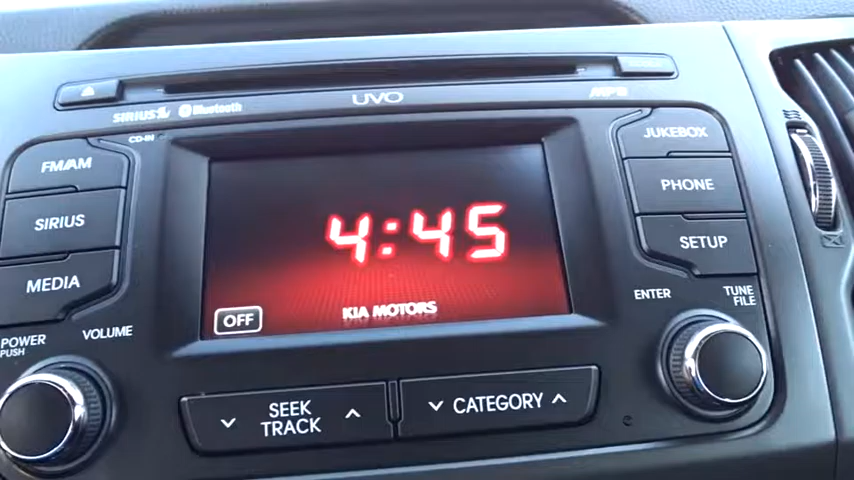 UVO
SIRIUS
Bluetooth
MP3
CD-IN
FM/AM
SIRIUS
MEDIA
POWER
PUSH
VOLUME
4:45
OFF
KIA MOTORS
JUKEBOX
PHONE
SETUP
ENTER
TUNE
FILE
SEEK
TRACK
CATEGORY